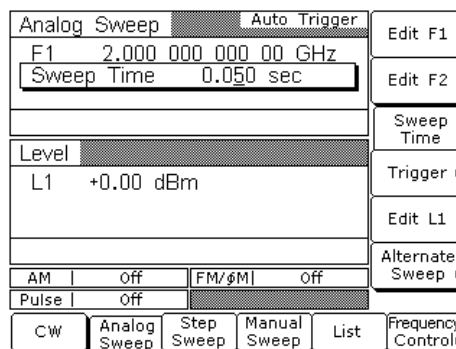 Analog Sweep Auto Trigger
F1 2.000 000 000 00 GHz
Sweep Time 0.050 sec
Level
L1 +0.00 dBm
AM Off FM/ϕM Off
Pulse Off
Edit F1
Edit F2
Sweep
Time
Trigger
Edit L1
Alternate
Sweep
CW
Analog
Sweep
Step
Sweep
Manual
Sweep
List
Frequency
Control